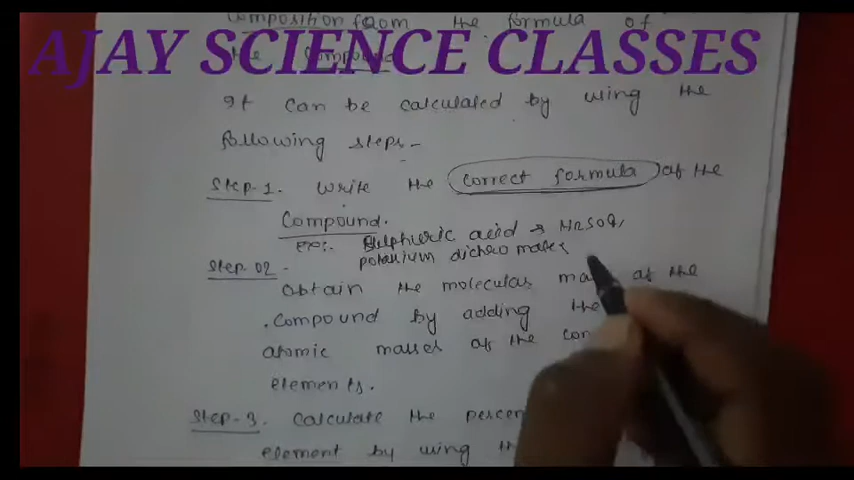 Composition from the formula of
AJAY SCIENCE CLASSES
the Compound
It can be calculated by using the
following steps-
Step-1. Write the correct formula of the
Compound.
Ex:- Sulphuric acid → H2SO4,
potassium dichromate
Step-02
Obtain the molecular of the
compound by adding the
atomic masses of the
elements.
Step-3. Calculate the
element by using